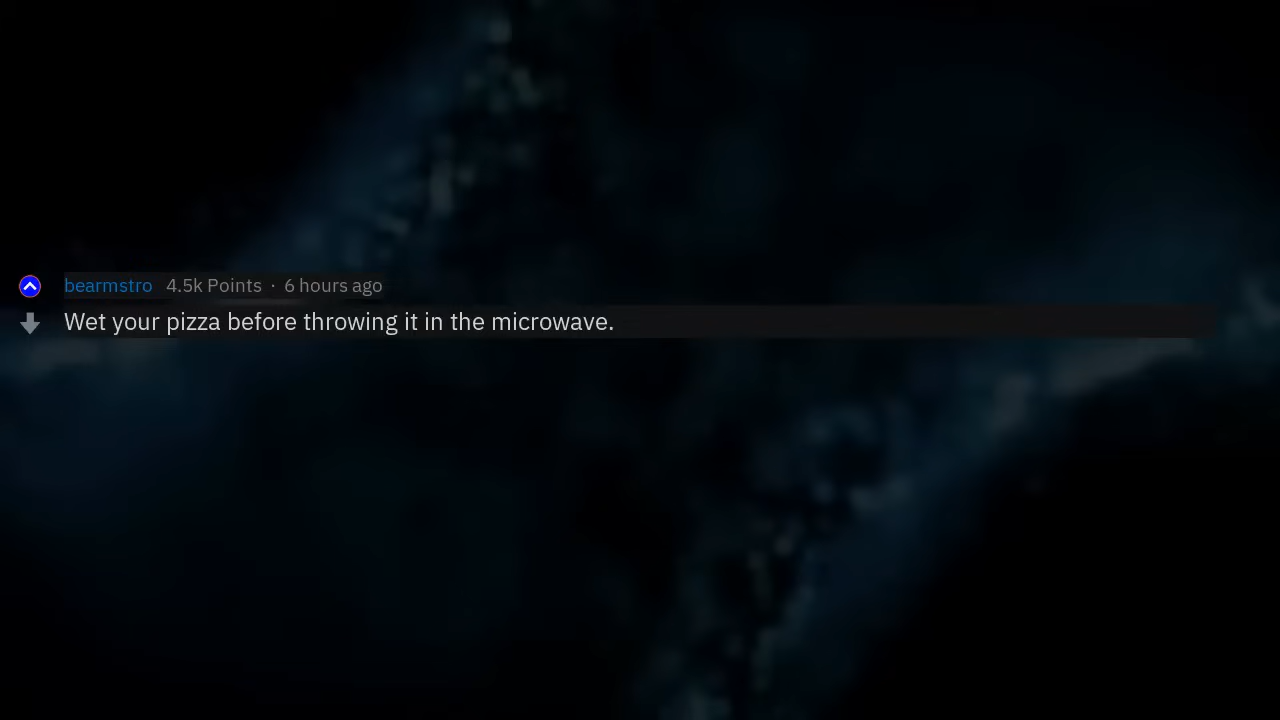 bearmstro 4.5k Points · 6 hours ago
Wet your pizza before throwing it in the microwave.